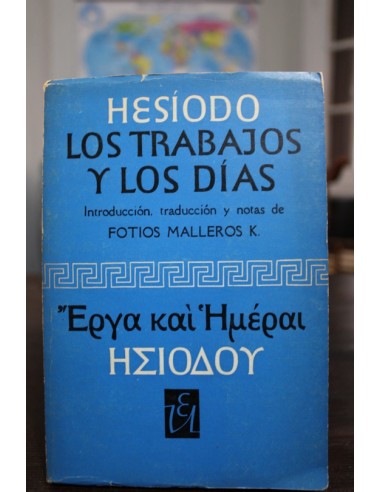 HESÍODO
LOS TRABAJOS
Y LOS DÍAS
Introducción, traducción y notas de
FOTIOS MALLEROS K.
Ἔργα καὶ Ἡμέραι
ΗΣΙΟΔΟΥ